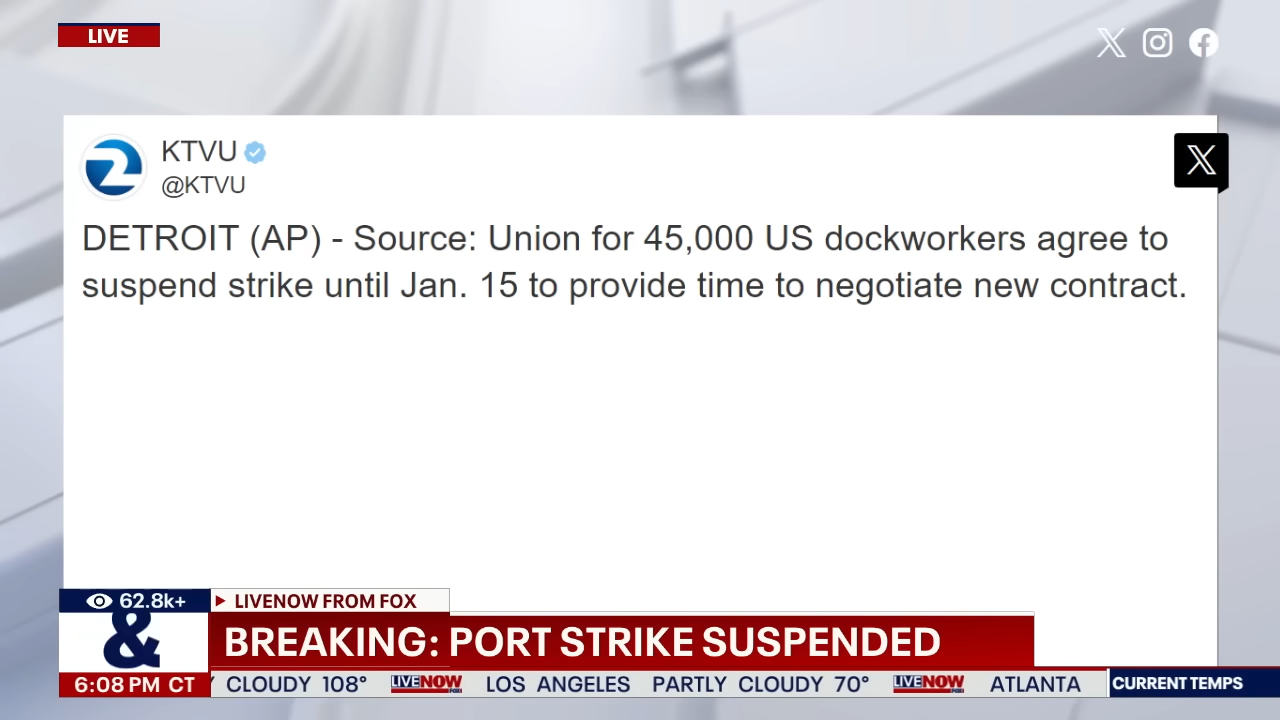 LIVE
KTVU
@KTVU
DETROIT (AP) - Source: Union for 45,000 US dockworkers agree to
suspend strike until Jan. 15 to provide time to negotiate new contract.
62.8k+
LIVENOW FROM FOX
&
BREAKING: PORT STRIKE SUSPENDED
6:08 PM CT
CLOUDY 108° LIVENOW FOX LOS ANGELES PARTLY CLOUDY 70° LIVENOW FOX ATLANTA
CURRENT TEMPS